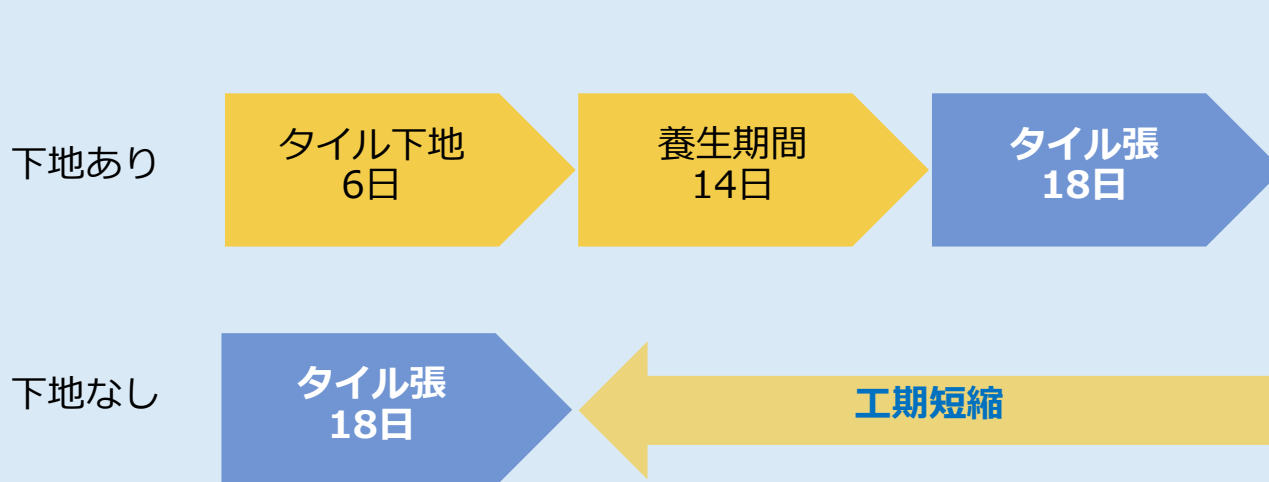 下地あり
タイル下地
6日
養生期間
14日
タイル張
18日
下地なし
タイル張
18日
工期短縮